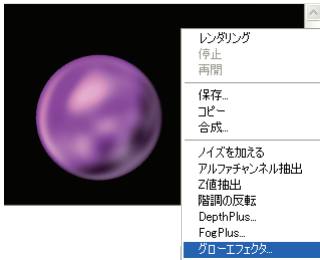 レンダリング
停止
再開
保存...
コピー
合成...
ノイズを加える
アルファチャンネル抽出
Z値抽出
階調の反転
DepthPlus...
FogPlus...
グローエフェクタ...